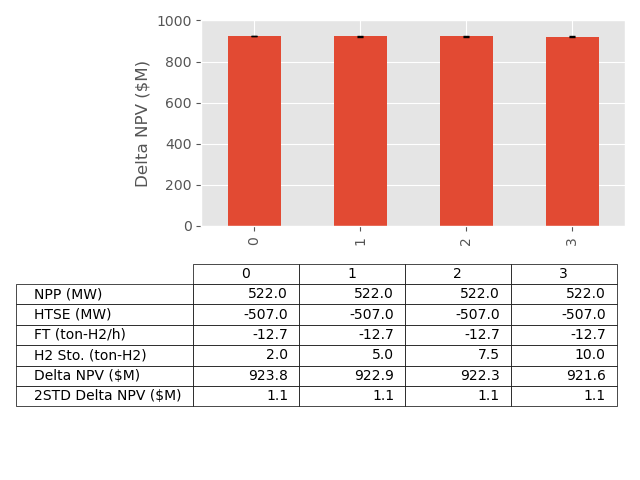 1000
800
600
400
200
0
Delta NPV ($M)
0 1 2 3
0 1 2 3
NPP (MW) 522.0 522.0 522.0 522.0
HTSE (MW) -507.0 -507.0 -507.0 -507.0
FT (ton-H2/h) -12.7 -12.7 -12.7 -12.7
H2 Sto. (ton-H2) 2.0 5.0 7.5 10.0
Delta NPV ($M) 923.8 922.9 922.3 921.6
2STD Delta NPV ($M) 1.1 1.1 1.1 1.1